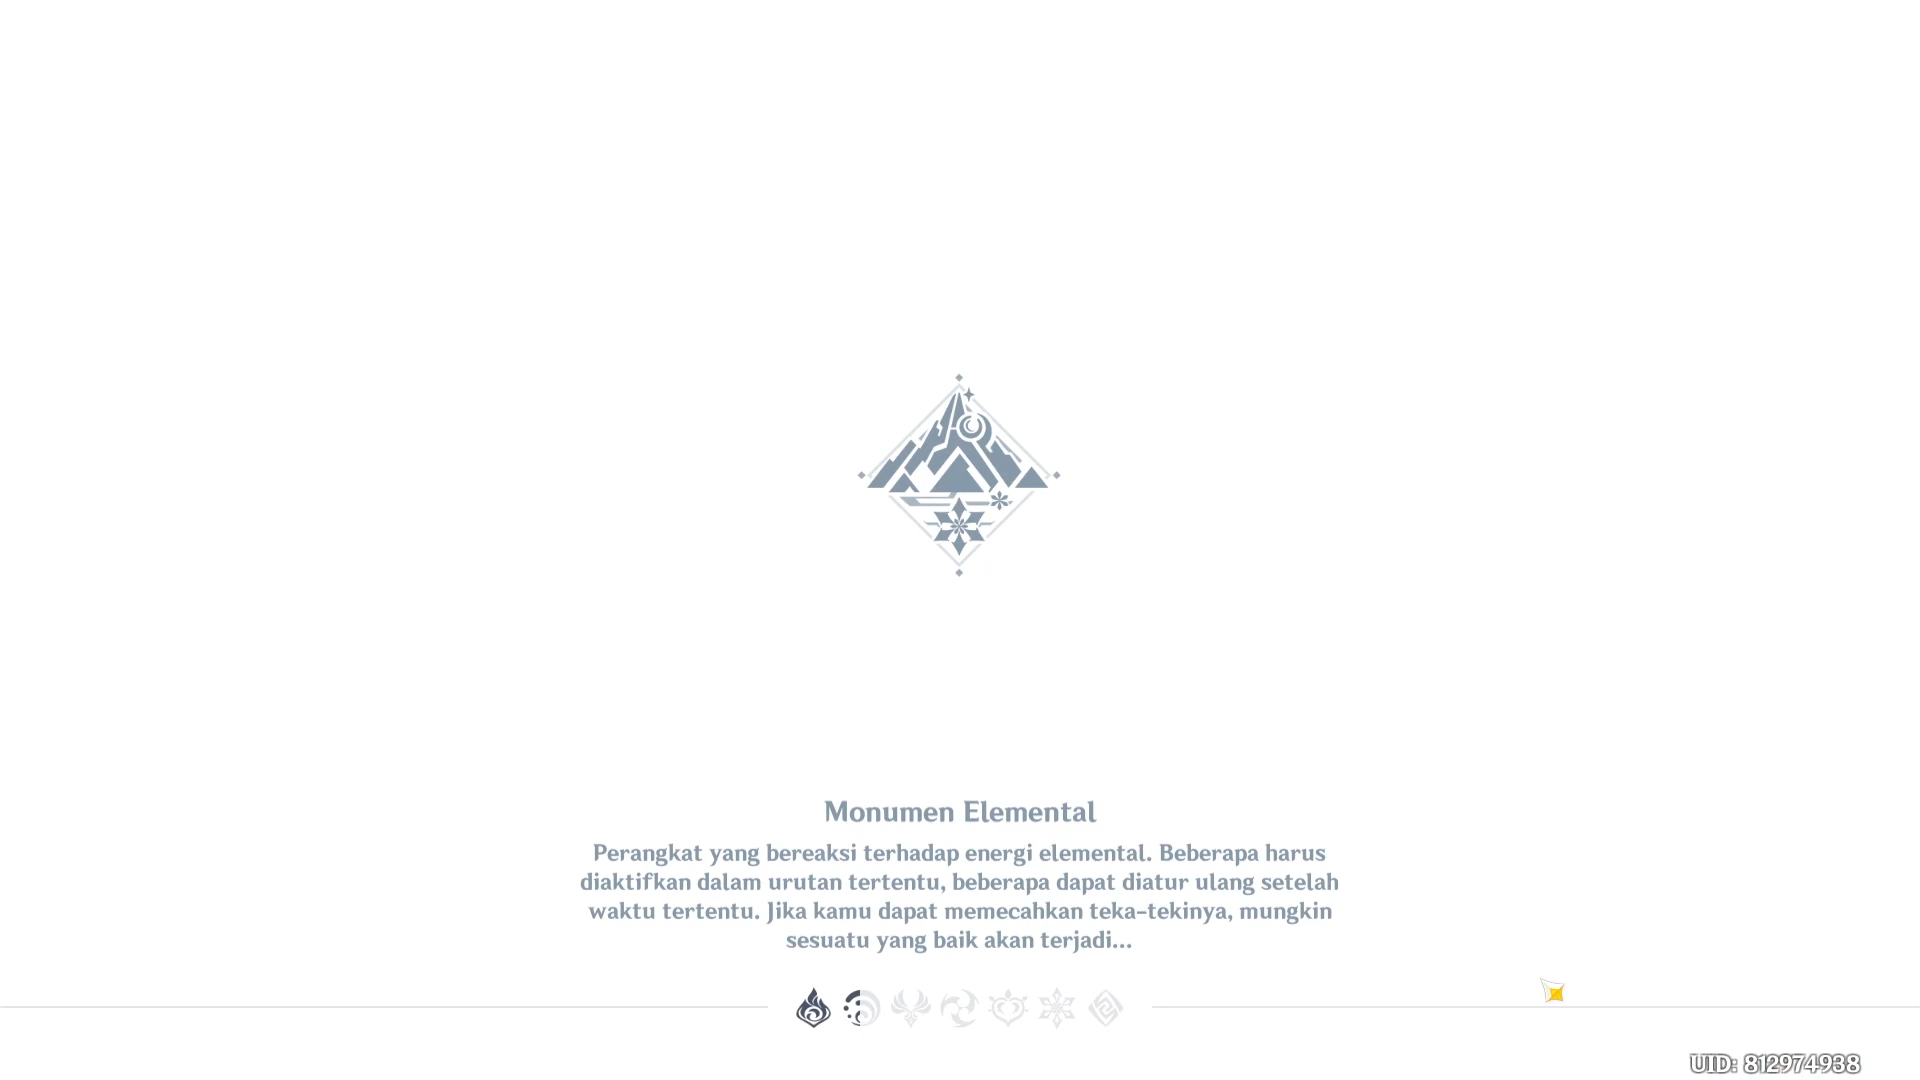 Monumen Elemental
Perangkat yang bereaksi terhadap energi elemental. Beberapa harus
diaktifkan dalam urutan tertentu, beberapa dapat diatur ulang setelah
waktu tertentu. Jika kamu dapat memecahkan teka-tekinya, mungkin
sesuatu yang baik akan terjadi...
UID: 812974938